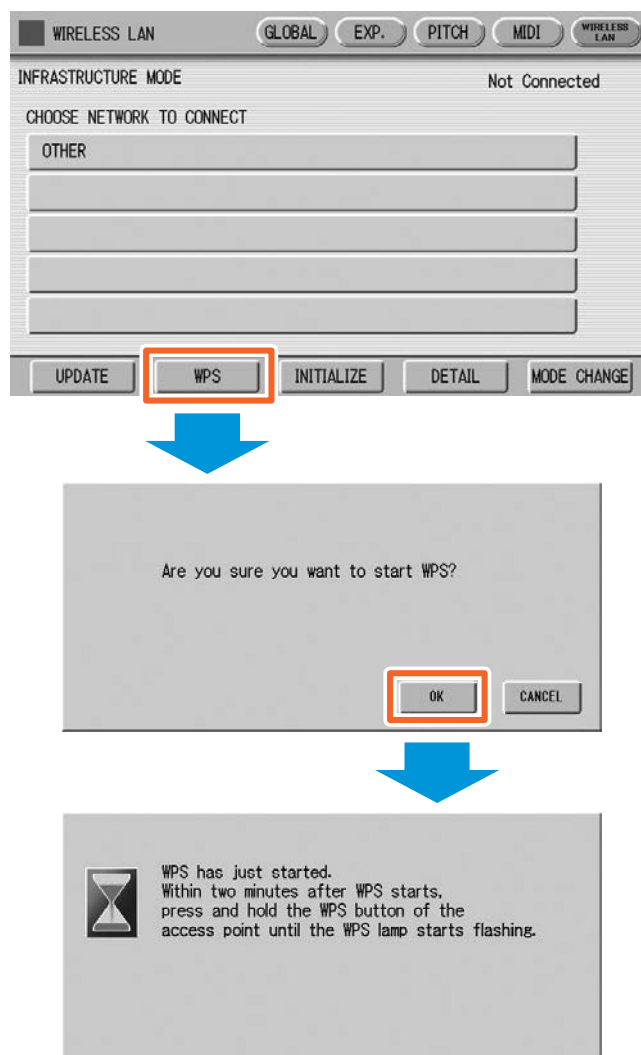 WIRELESS LAN GLOBAL EXP. PITCH MIDI WIRELESS LAN
INFRASTRUCTURE MODE Not Connected
CHOOSE NETWORK TO CONNECT
OTHER
UPDATE WPS INITIALIZE DETAIL MODE CHANGE
Are you sure you want to start WPS?
OK CANCEL
WPS has just started.
Within two minutes after WPS starts,
press and hold the WPS button of the
access point until the WPS lamp starts flashing.